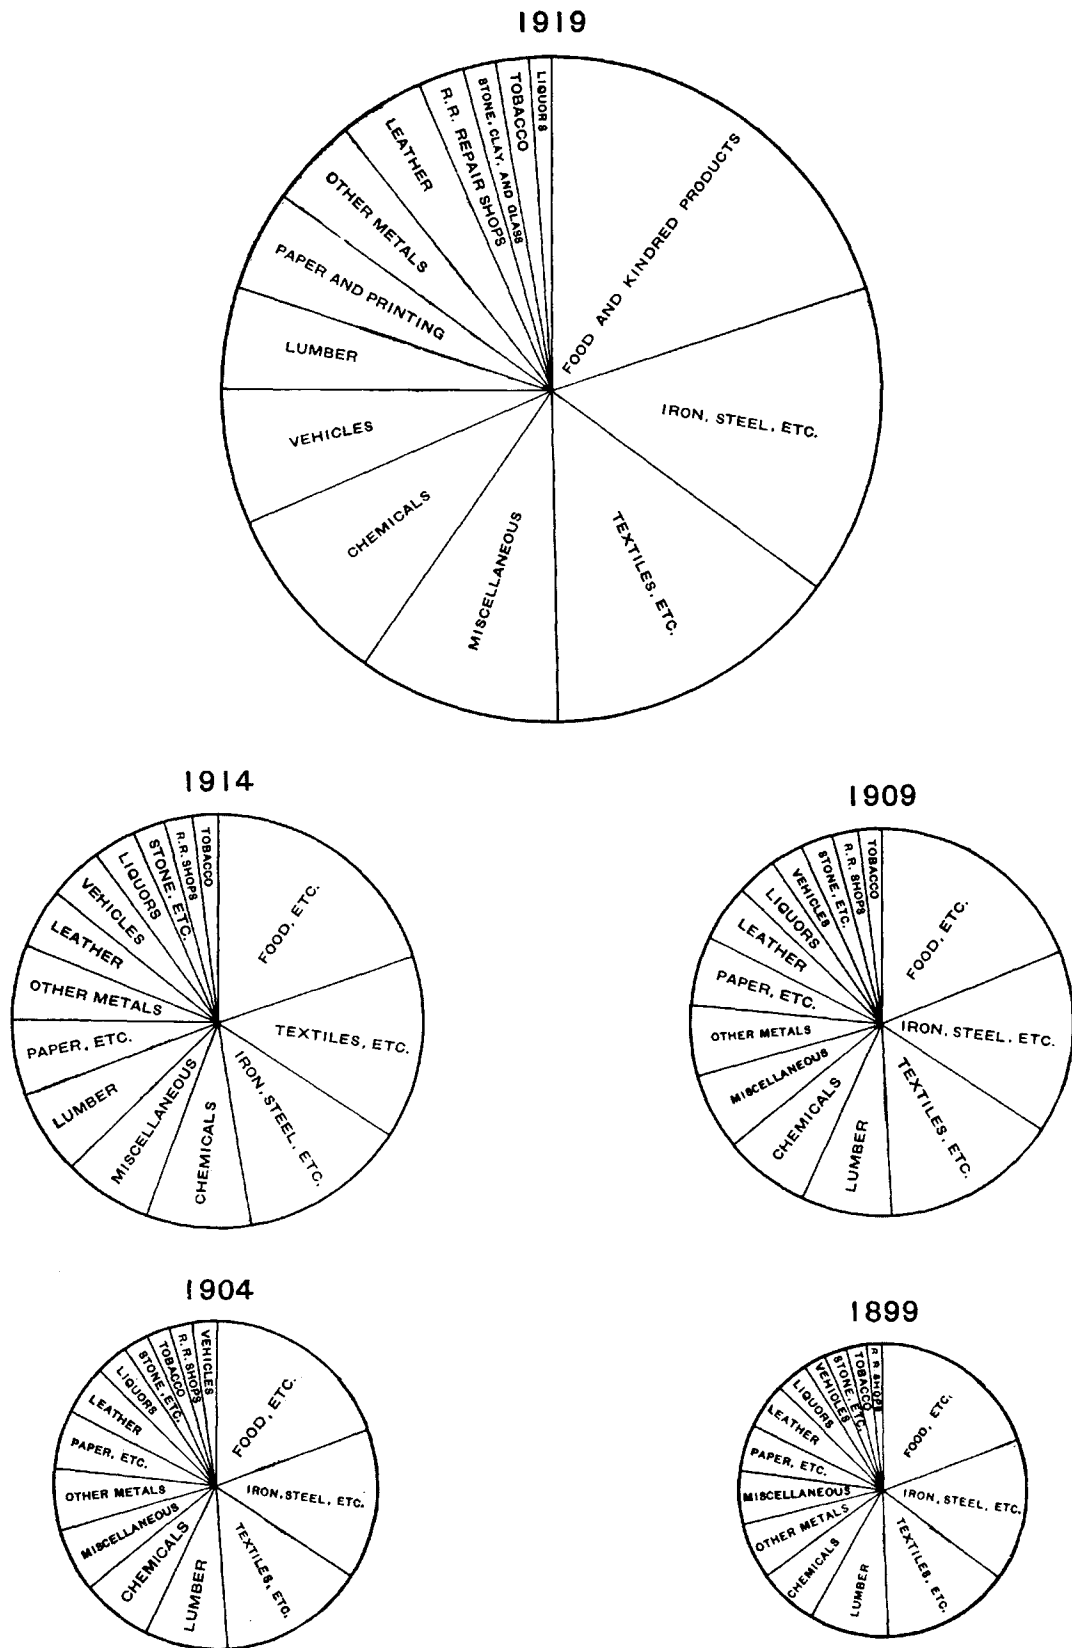 1919
FOOD AND KINDRED PRODUCTS
IRON, STEEL, ETC.
TEXTILES, ETC.
MISCELLANEOUS
CHEMICALS
VEHICLES
LUMBER
PAPER AND PRINTING
OTHER METALS
LEATHER
R.R. REPAIR SHOPS
STONE, CLAY, AND GLASS
TOBACCO
LIQUORS
1914
FOOD, ETC.
TEXTILES, ETC.
IRON, STEEL, ETC.
CHEMICALS
MISCELLANEOUS
LUMBER
PAPER, ETC.
OTHER METALS
LEATHER
VEHICLES
LIQUORS
STONE, ETC.
R.R. SHOPS
TOBACCO
1909
FOOD, ETC.
IRON, STEEL, ETC.
TEXTILES, ETC.
LUMBER
CHEMICALS
MISCELLANEOUS
OTHER METALS
PAPER, ETC.
LEATHER
LIQUORS
VEHICLES
STONE, ETC.
R.R. SHOPS
TOBACCO
1904
FOOD, ETC.
IRON, STEEL, ETC.
TEXTILES, ETC.
LUMBER
CHEMICALS
MISCELLANEOUS
OTHER METALS
PAPER, ETC.
LEATHER
LIQUORS
STONE, ETC.
TOBACCO
R.R. SHOPS
VEHICLES
1899
FOOD, ETC.
IRON, STEEL, ETC.
TEXTILES, ETC.
LUMBER
CHEMICALS
OTHER METALS
MISCELLANEOUS
PAPER, ETC.
LEATHER
LIQUORS
VEHICLES
STONE, ETC.
TOBACCO
R.R. SHOPS